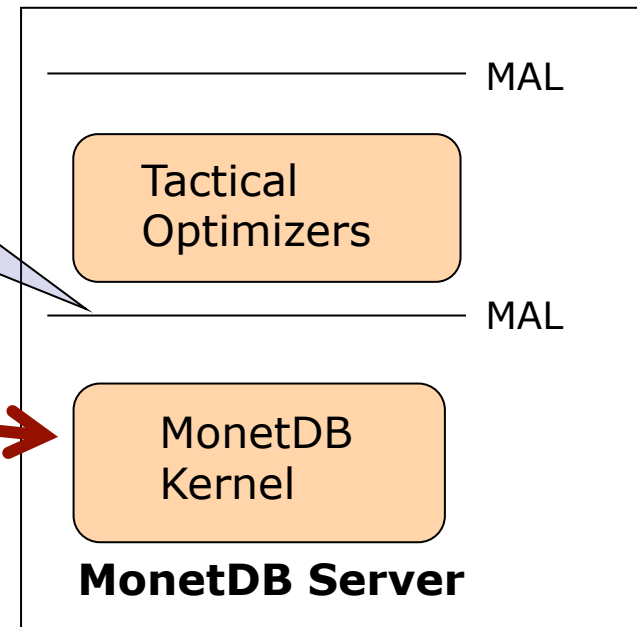 MAL
Tactical
Optimizers
MAL
MonetDB
Kernel
MonetDB Server